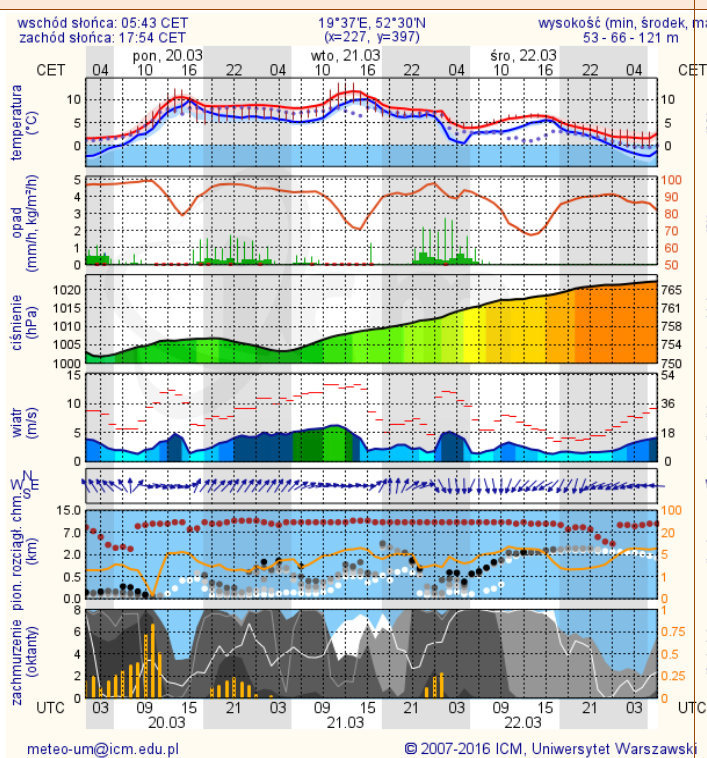 wschód słońca: 05:43 CET 19°37'E, 52°30'N wysokość (min, środek, ma
zachód słońca: 17:54 CET (x=227, y=397) 53 - 66 - 121 m
pon, 20.03 wto, 21.03 śro, 22.03
CET 04 10 16 22 04 10 16 22 04 10 16 22 04 CET
temperatura (°C)
10
5
0
opad (mm/h, kg/m²/h)
5 100
4 90
3 80
2 70
1 60
0 50
ciśnienie (hPa)
1020 765
1015 761
1010 758
1005 754
1000 750
wiatr (m/s)
15 54
10 36
5 18
0 0
N
W E
S
pion. rozciągł. chm. (km)
15.0 100
7.0 20
2.0 5
0.5 1
0.0 0
zachmurzenie (oktanty)
8 1
6 0.75
4 0.5
2 0.25
0 0
UTC 03 09 15 21 03 09 15 21 03 09 15 21 03 UTC
20.03 21.03 22.03
meteo-um@icm.edu.pl © 2007-2016 ICM, Uniwersytet Warszawski